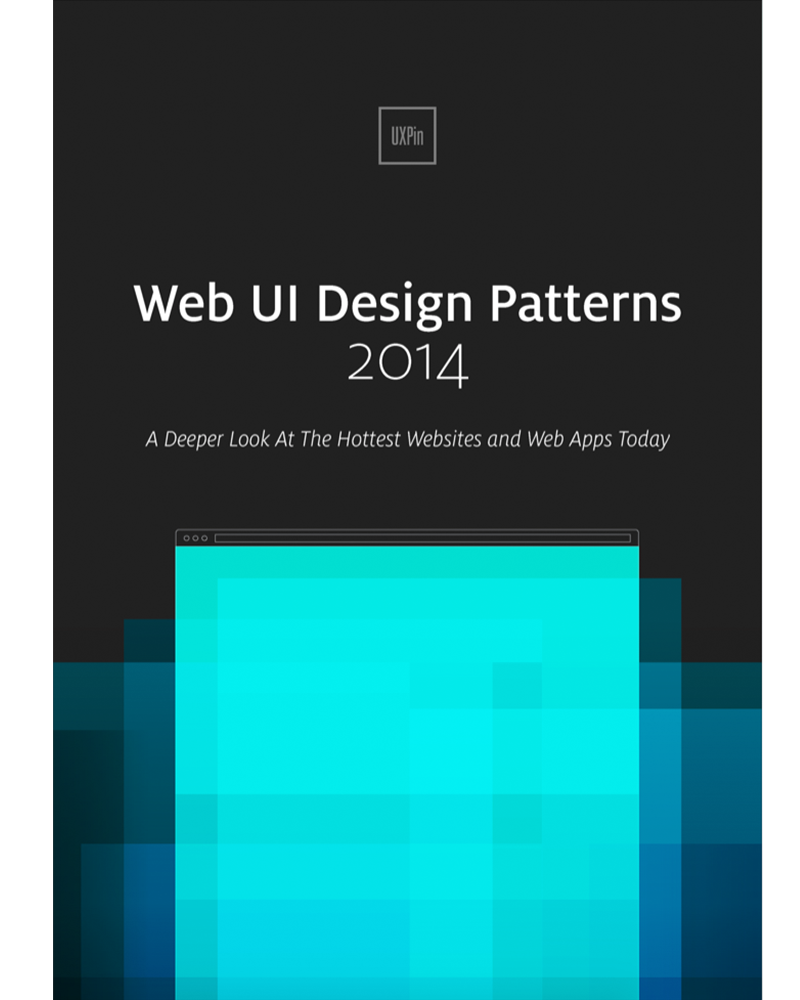 UXPin
Web UI Design Patterns
2014
A Deeper Look At The Hottest Websites and Web Apps Today